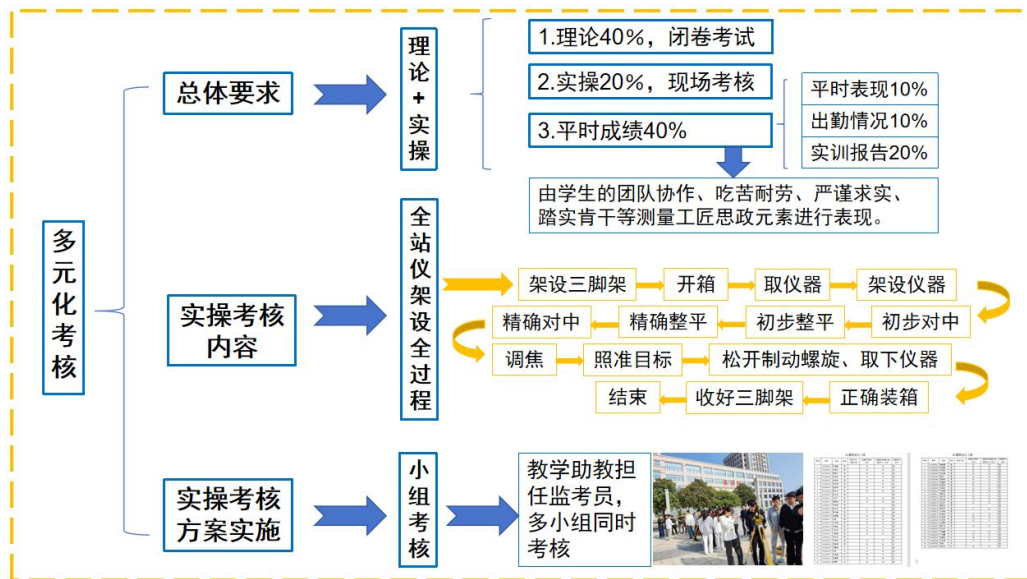 多元化考核
总体要求
理论+实操
1.理论40%，闭卷考试
2.实操20%，现场考核
3.平时成绩40%
平时表现10%
出勤情况10%
实训报告20%
由学生的团队协作、吃苦耐劳、严谨求实、
踏实肯干等测量工匠思政元素进行表现。
实操考核
内容
全站仪架设全过程
架设三脚架
开箱
取仪器
架设仪器
初步对中
初步整平
精确整平
精确对中
调焦
照准目标
松开制动螺旋、取下仪器
正确装箱
收好三脚架
结束
实操考核
方案实施
小组考核
教学助教担
任监考员，
多小组同时
考核